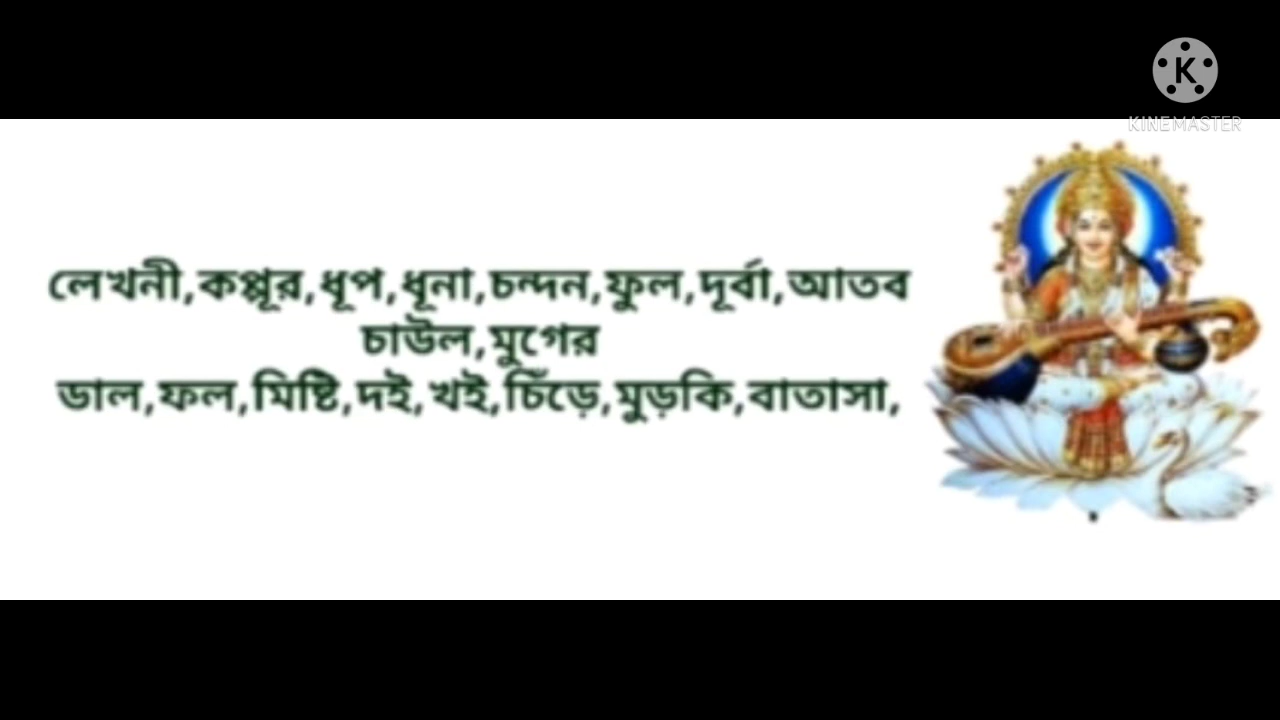 KINEMASTER
লেখনী,কপ্পূর,ধূপ,ধূনা,চন্দন,ফুল,দূর্বা,আতব
চাউল,মুগের
ডাল,ফল,মিষ্টি,দই,খই,চিঁড়ে,মুড়কি,বাতাসা,